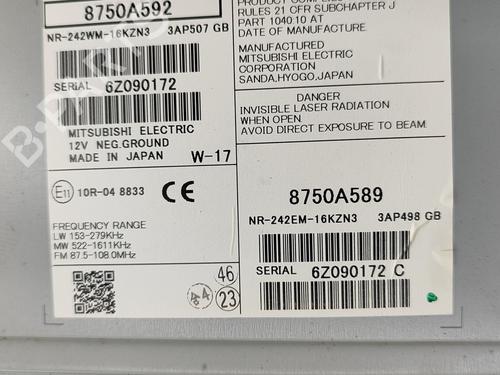 8750A592
NR-242WM-16KZN3 3AP507 GB
SERIAL 6Z090172
MITSUBISHI ELECTRIC
12V NEG.GROUND
MADE IN JAPAN W-17
E11 10R-04 8833 CE
FREQUENCY RANGE
LW 153-279KHz
MW 522-1611KHz
FM 87.5-108.0MHz
46
23
RULES 21 CFR SUBCHAPTER J
PART 1040.10 AT
DATE OF MANUFACTURE
MANUFACTURED
MITSUBISHI ELECTRIC
CORPORATION
SANDA,HYOGO,JAPAN
DANGER
INVISIBLE LASER RADIATION
WHEN OPEN
AVOID DIRECT EXPOSURE TO BEAM
8750A589
NR-242EM-16KZN3 3AP498 GB
SERIAL 6Z090172 C
B-PARTS